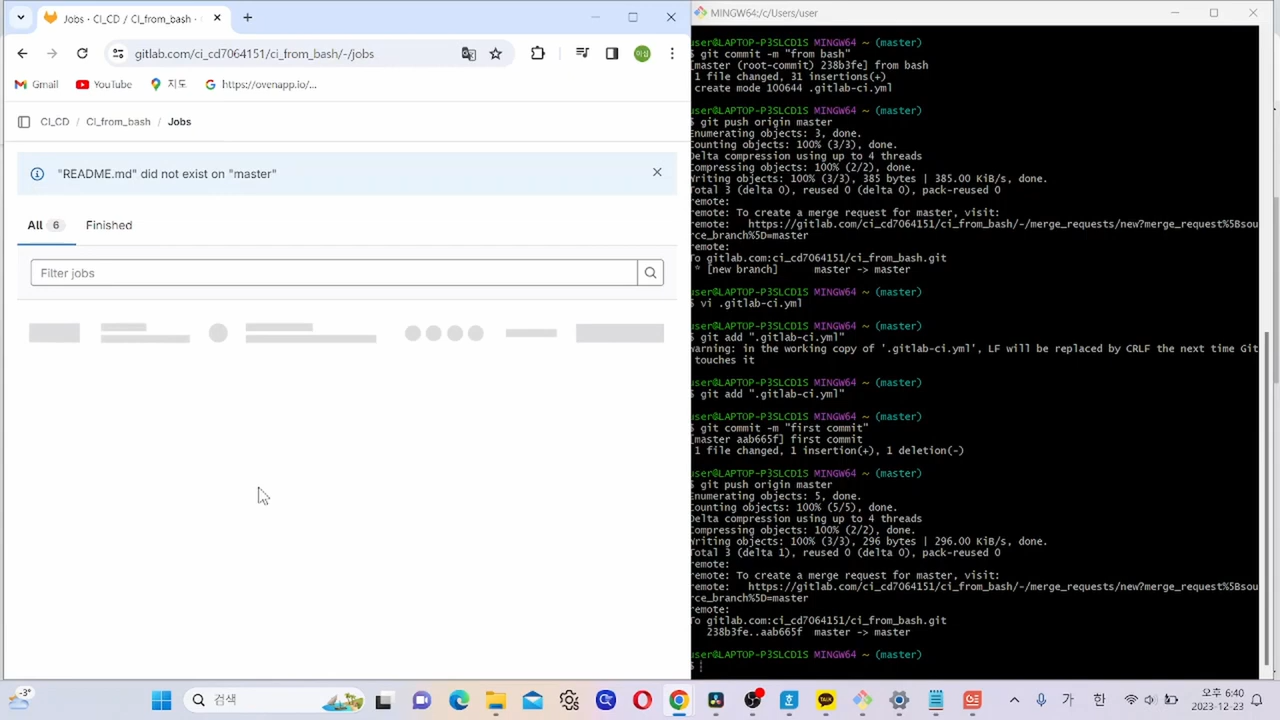 Jobs · Ci_CD / CI_from_bash ·
7064151/ci_from_bash/-/jobs
이상
Gmail
YouTube
지도
https://ovenapp.io/...
Ci_CD / CI_from_bash / Jobs
"README.md" did not exist on "master"
All 6 Finished
Filter jobs
MINGW64:/c/Users/user
user@LAPTOP-P3SLCD1S MINGW64 ~ (master)
$ git commit -m "from bash"
[master (root-commit) 238b3fe] from bash
1 file changed, 31 insertions(+)
create mode 100644 .gitlab-ci.yml
user@LAPTOP-P3SLCD1S MINGW64 ~ (master)
$ git push origin master
Enumerating objects: 3, done.
Counting objects: 100% (3/3), done.
Delta compression using up to 4 threads
Compressing objects: 100% (2/2), done.
Writing objects: 100% (3/3), 385 bytes | 385.00 KiB/s, done.
Total 3 (delta 0), reused 0 (delta 0), pack-reused 0
remote:
remote: To create a merge request for master, visit:
remote:   https://gitlab.com/ci_cd7064151/ci_from_bash/-/merge_requests/new?merge_request%5Bsou
rce_branch%5D=master
remote:
To gitlab.com:ci_cd7064151/ci_from_bash.git
* [new branch]      master -> master
user@LAPTOP-P3SLCD1S MINGW64 ~ (master)
$ vi .gitlab-ci.yml
user@LAPTOP-P3SLCD1S MINGW64 ~ (master)
$ git add ".gitlab-ci.yml"
warning: in the working copy of '.gitlab-ci.yml', LF will be replaced by CRLF the next time Git
touches it
user@LAPTOP-P3SLCD1S MINGW64 ~ (master)
$ git add ".gitlab-ci.yml"
user@LAPTOP-P3SLCD1S MINGW64 ~ (master)
$ git commit -m "first commit"
[master aab665f] first commit
1 file changed, 1 insertion(+), 1 deletion(-)
user@LAPTOP-P3SLCD1S MINGW64 ~ (master)
$ git push origin master
Enumerating objects: 5, done.
Counting objects: 100% (5/5), done.
Delta compression using up to 4 threads
Compressing objects: 100% (2/2), done.
Writing objects: 100% (3/3), 296 bytes | 296.00 KiB/s, done.
Total 3 (delta 1), reused 0 (delta 0), pack-reused 0
remote:
remote: To create a merge request for master, visit:
remote:   https://gitlab.com/ci_cd7064151/ci_from_bash/-/merge_requests/new?merge_request%5Bsou
rce_branch%5D=master
remote:
To gitlab.com:ci_cd7064151/ci_from_bash.git
238b3fe..aab665f  master -> master
user@LAPTOP-P3SLCD1S MINGW64 ~ (master)
$
-3°
검색
TALK
가 한
오후 6:40
2023-12-23